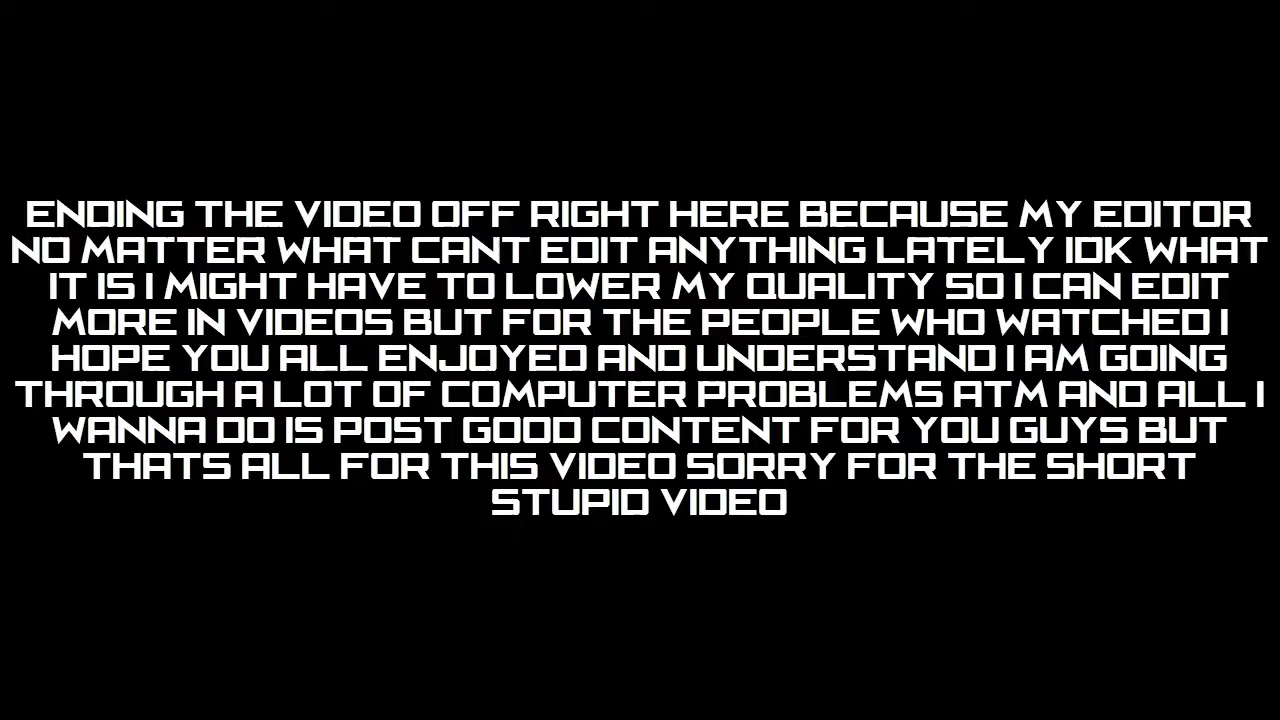 ENDING THE VIDEO OFF RIGHT HERE BECAUSE MY EDITOR
NO MATTER WHAT CANT EDIT ANYTHING LATELY IDK WHAT
IT IS I MIGHT HAVE TO LOWER MY QUALITY SO I CAN EDIT
MORE IN VIDEOS BUT FOR THE PEOPLE WHO WATCHED I
HOPE YOU ALL ENJOYED AND UNDERSTAND I AM GOING
THROUGH A LOT OF COMPUTER PROBLEMS ATM AND ALL I
WANNA DO IS POST GOOD CONTENT FOR YOU GUYS BUT
THATS ALL FOR THIS VIDEO SORRY FOR THE SHORT
STUPID VIDEO